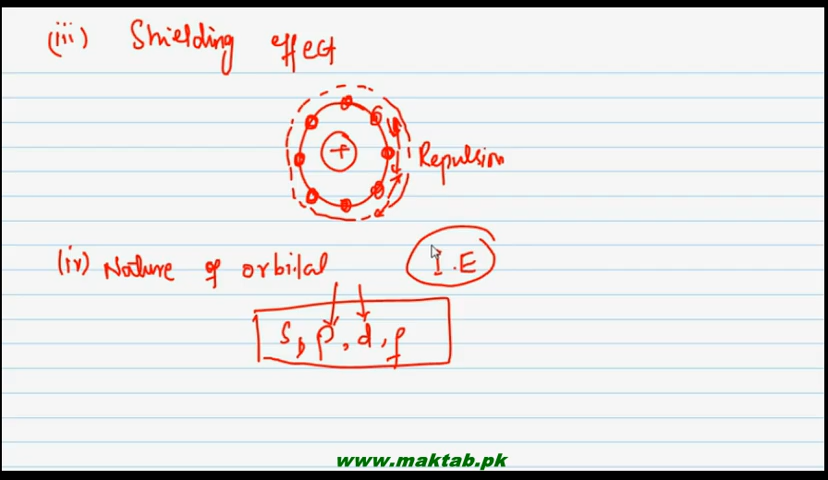 (iii) Shielding effect
+
Repulsion
(iv) Nature of orbital
I.E
s, p, d, f
www.maktab.pk